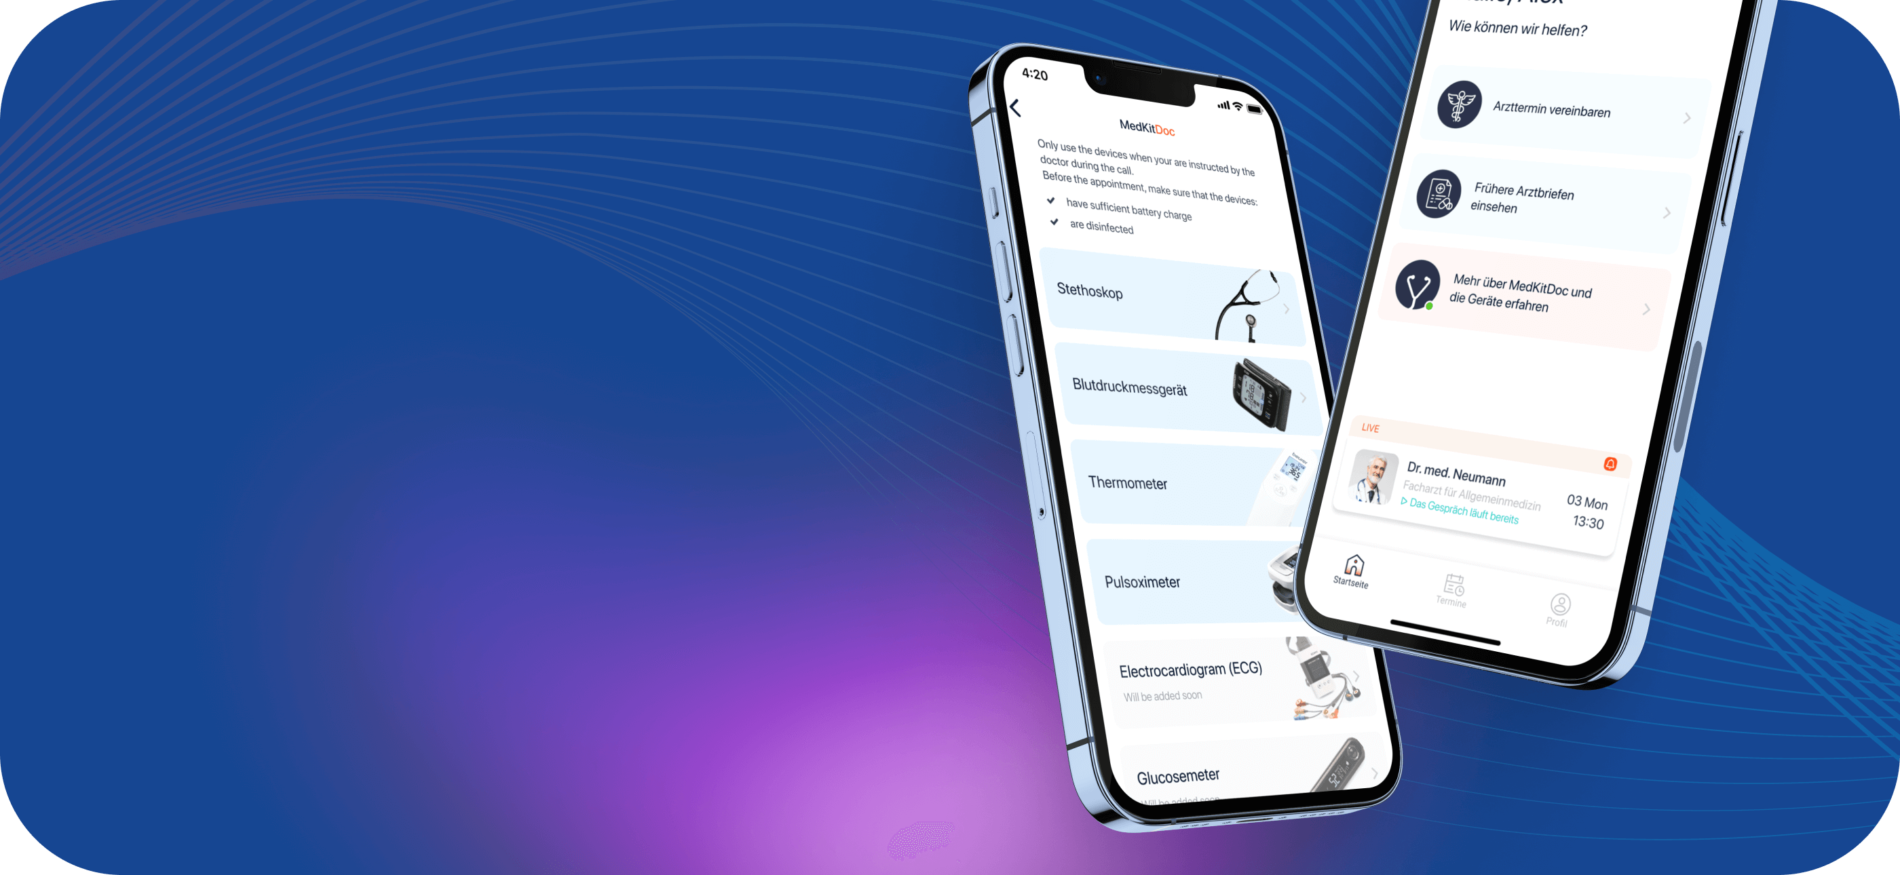 4:20
MedKitDoc
Only use the devices when your are instructed by the
doctor during the call.
Before the appointment, make sure that the devices:
have sufficient battery charge
are disinfected
Stethoskop
Blutdruckmessgerät
Thermometer
Pulsoximeter
Electrocardiogram (ECG)
Will be added soon
Glucosemeter
Will be added soon
Wie können wir helfen?
Arzttermin vereinbaren
Frühere Arztbriefen
einsehen
Mehr über MedKitDoc und
die Geräte erfahren
LIVE
Dr. med. Neumann
Facharzt für Allgemeinmedizin
Das Gespräch läuft bereits
03 Mon
13:30
Startseite
Termine
Profil